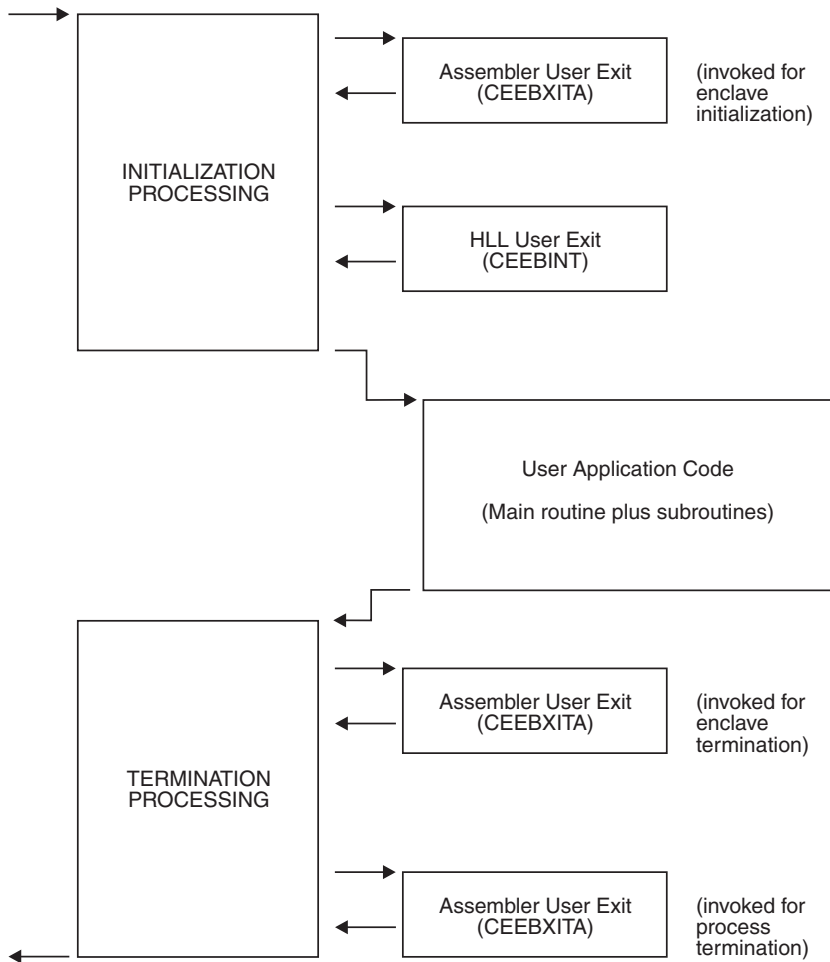 Assembler User Exit
(CEEBXITA)
(invoked for
enclave
initialization)
INITIALIZATION
PROCESSING
HLL User Exit
(CEEBINT)
User Application Code
(Main routine plus subroutines)
Assembler User Exit
(CEEBXITA)
(invoked for
enclave
termination)
TERMINATION
PROCESSING
Assembler User Exit
(CEEBXITA)
(invoked for
process
termination)